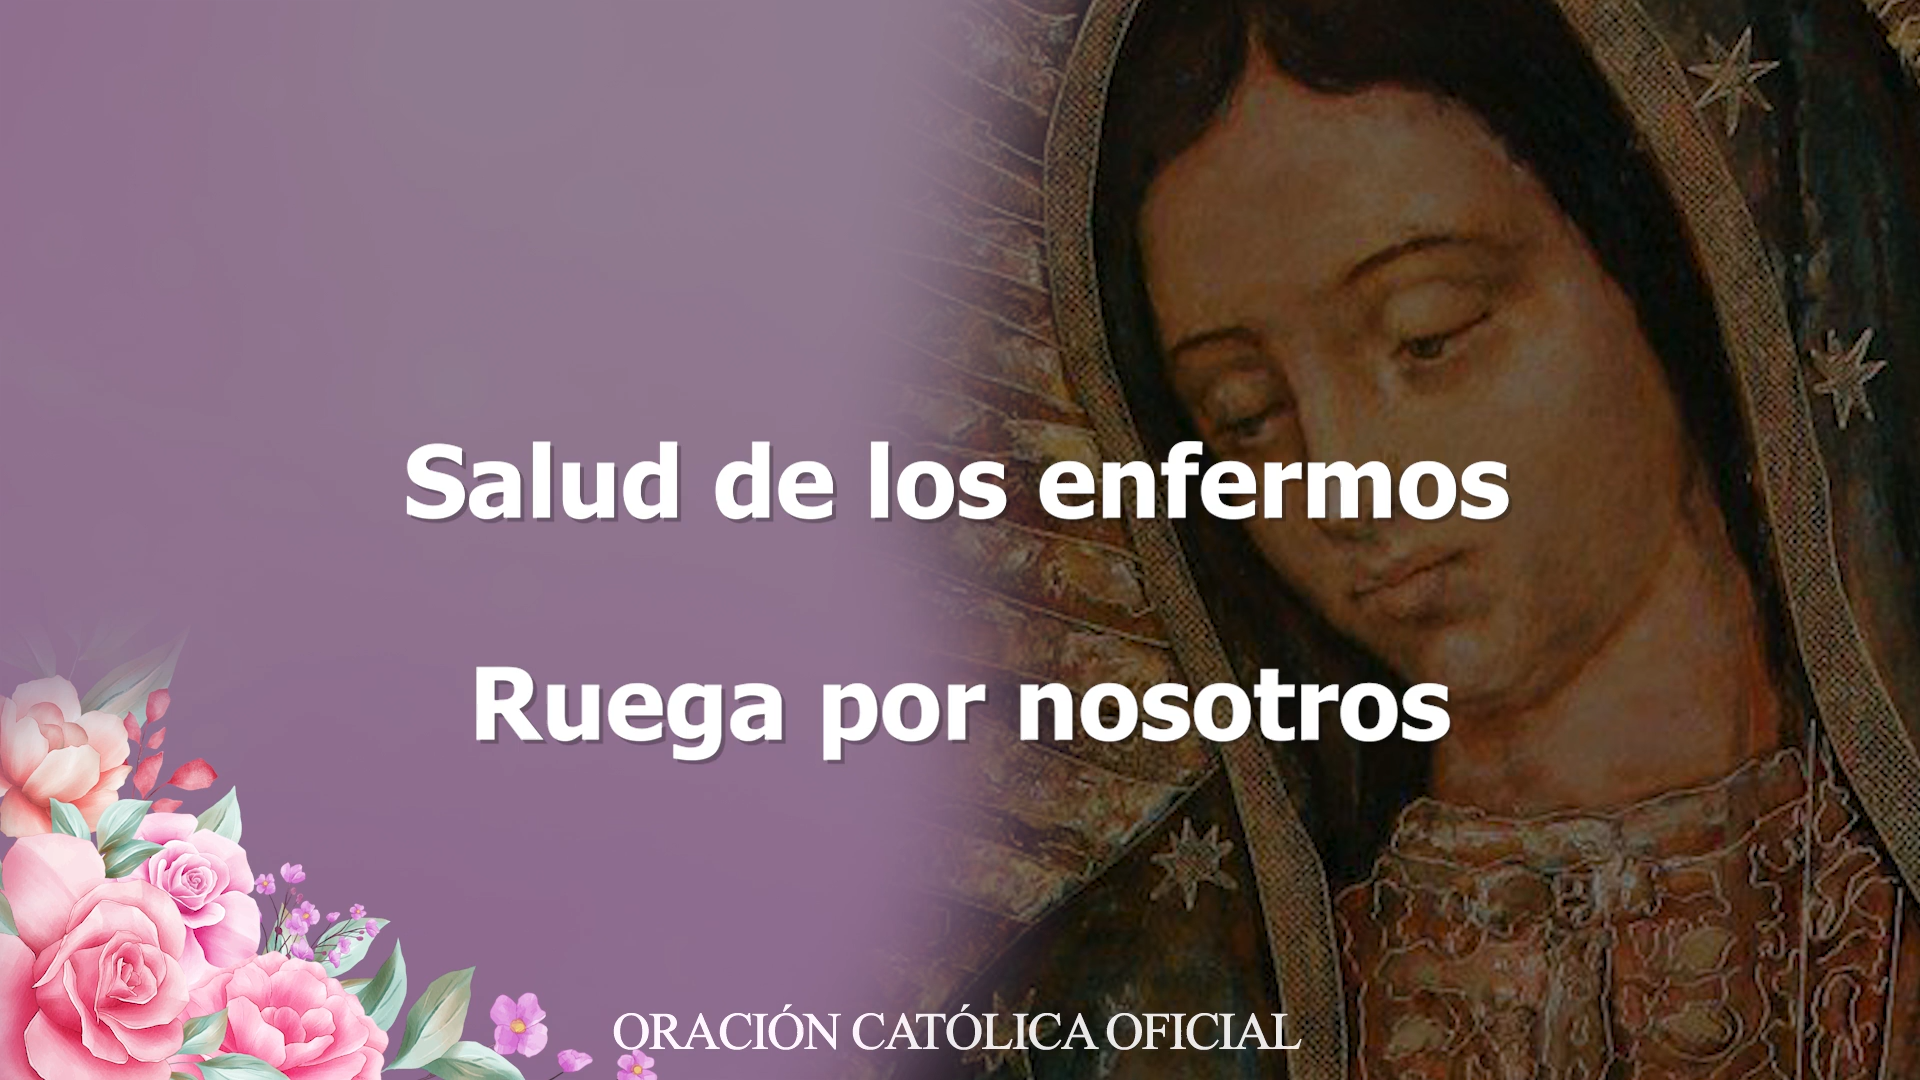 Salud de los enfermos
Ruega por nosotros
ORACIÓN CATÓLICA OFICIAL